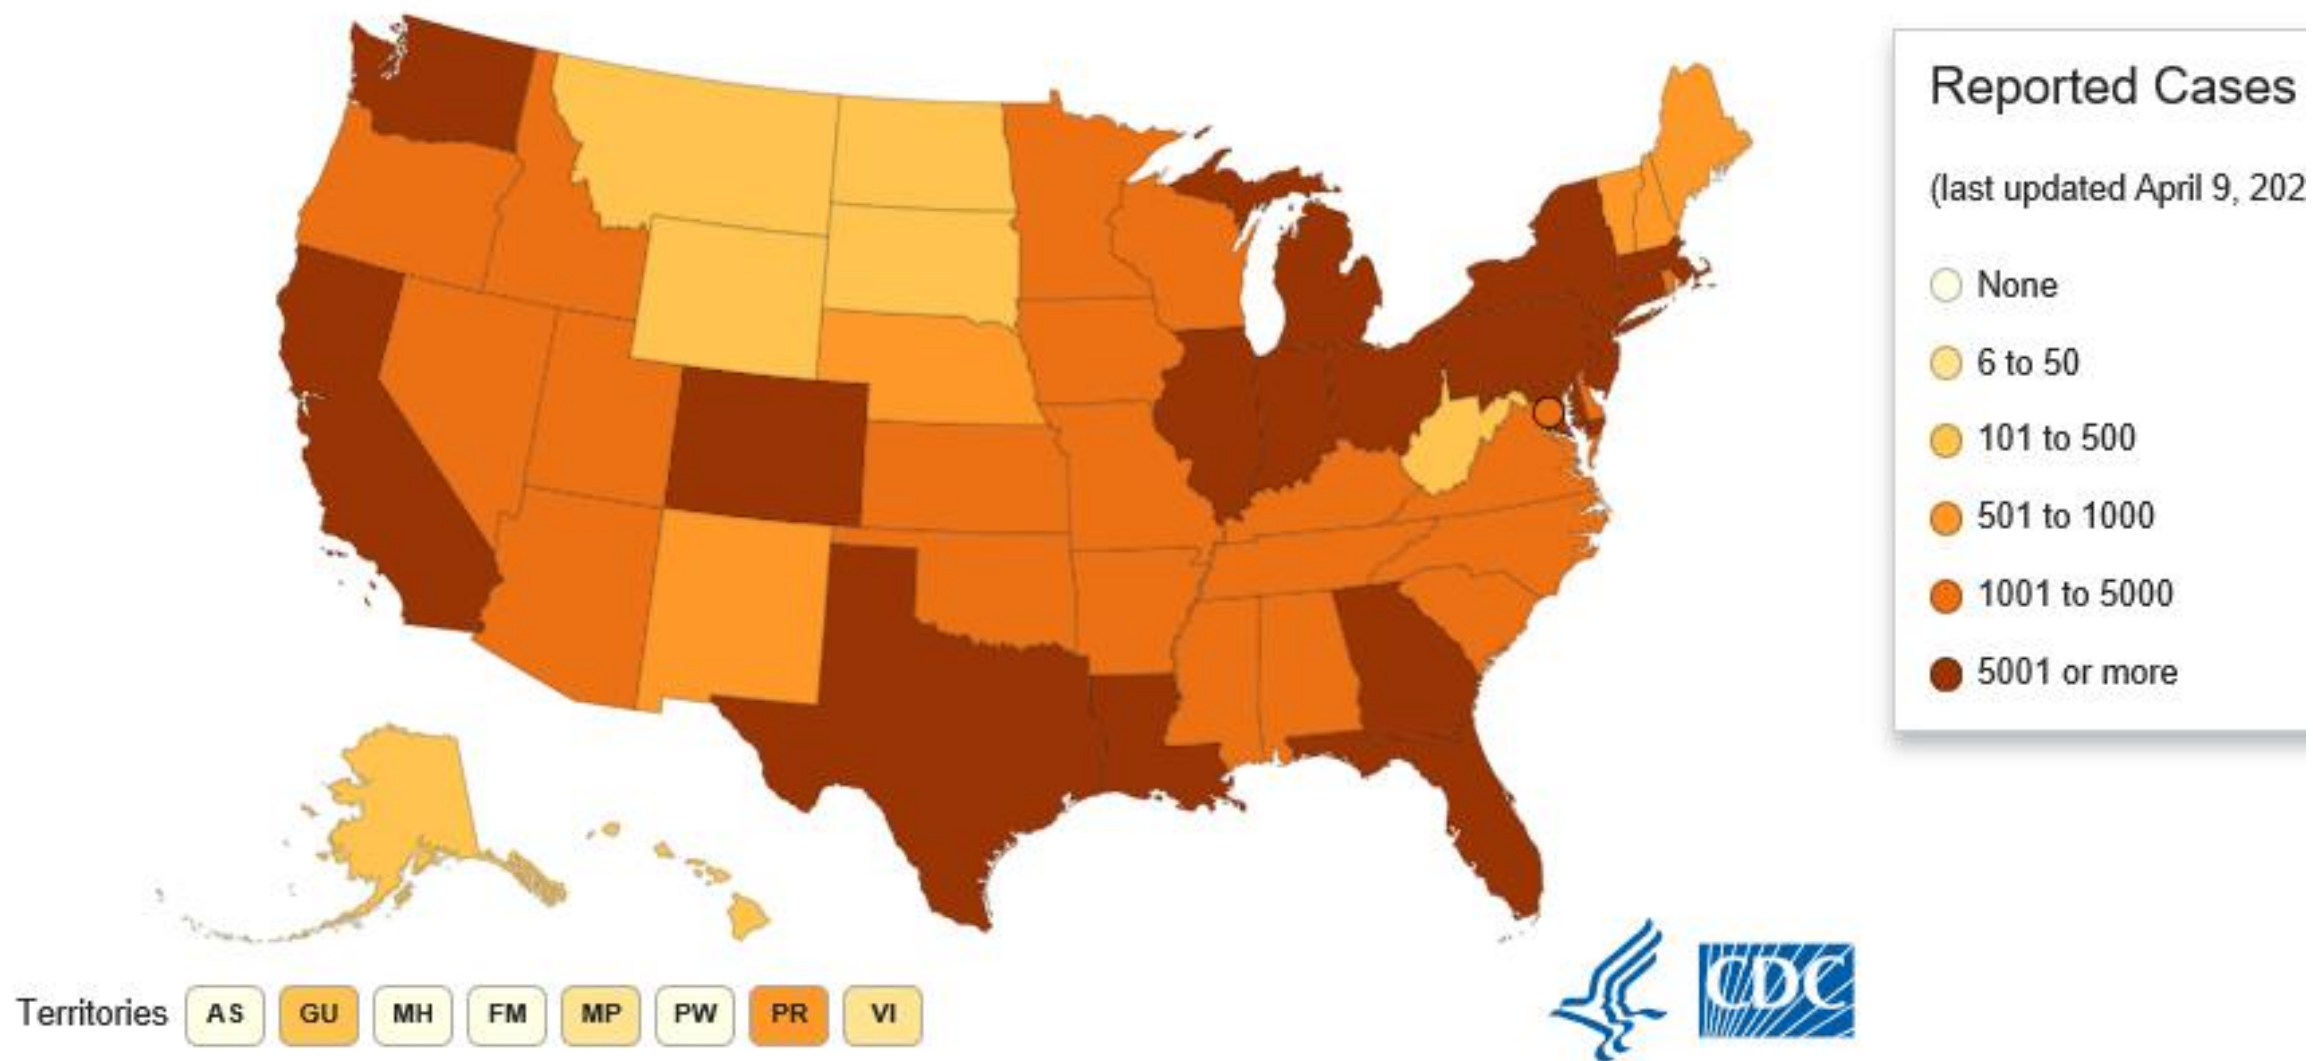 Reported Cases
(last updated April 9, 202
None
6 to 50
101 to 500
501 to 1000
1001 to 5000
5001 or more
Territories AS GU MH FM MP PW PR VI
CDC